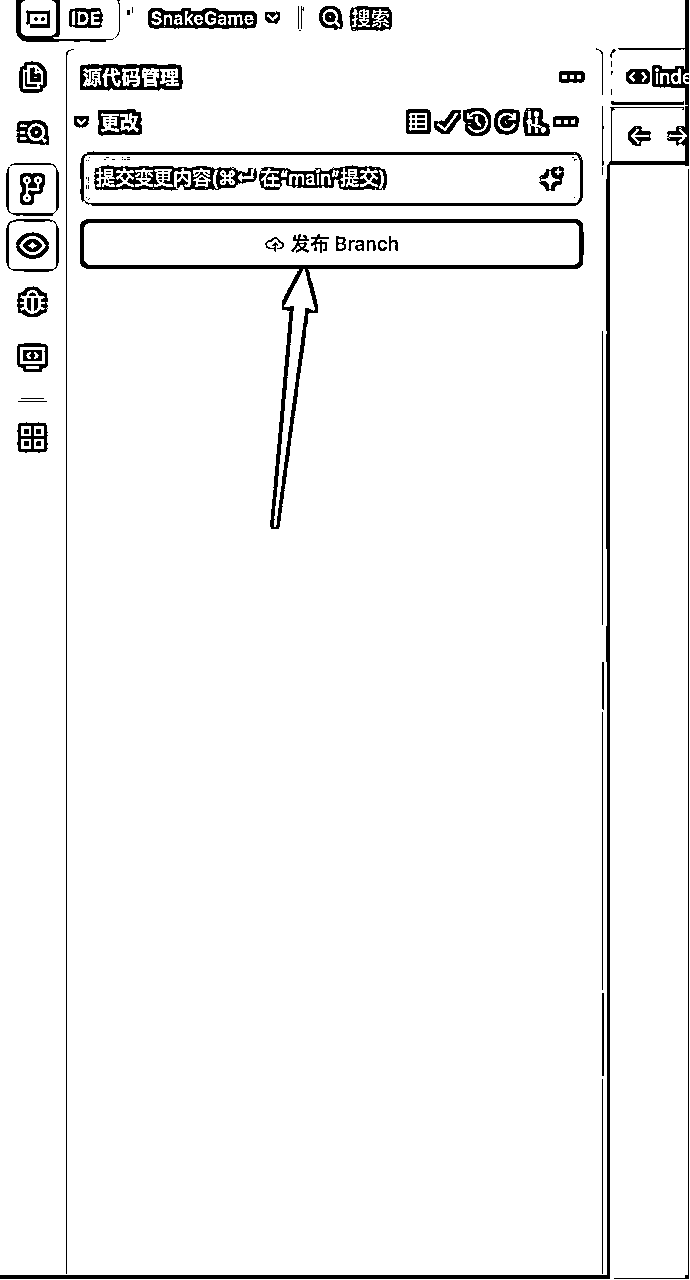 IDE SnakeGame 搜索
源代码管理
更改
提交变更内容(⌘⏎ 在“main”提交)
发布 Branch
inde